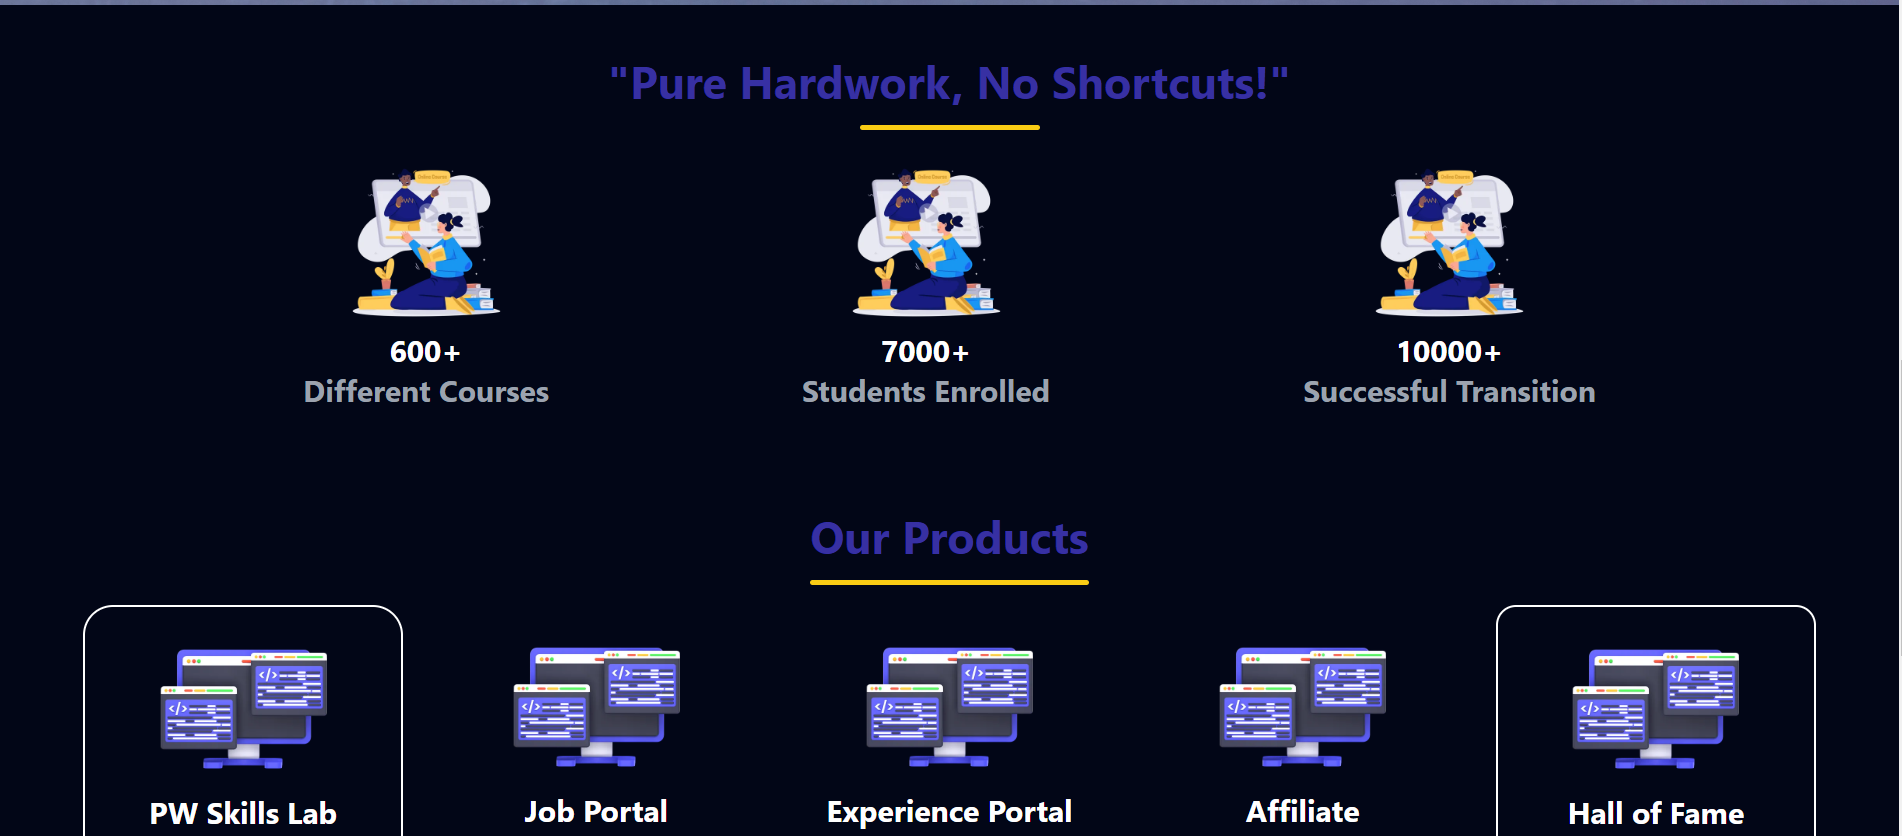 "Pure Hardwork, No Shortcuts!"
600+
Different Courses
7000+
Students Enrolled
10000+
Successful Transition
Our Products
PW Skills Lab
Job Portal
Experience Portal
Affiliate
Hall of Fame